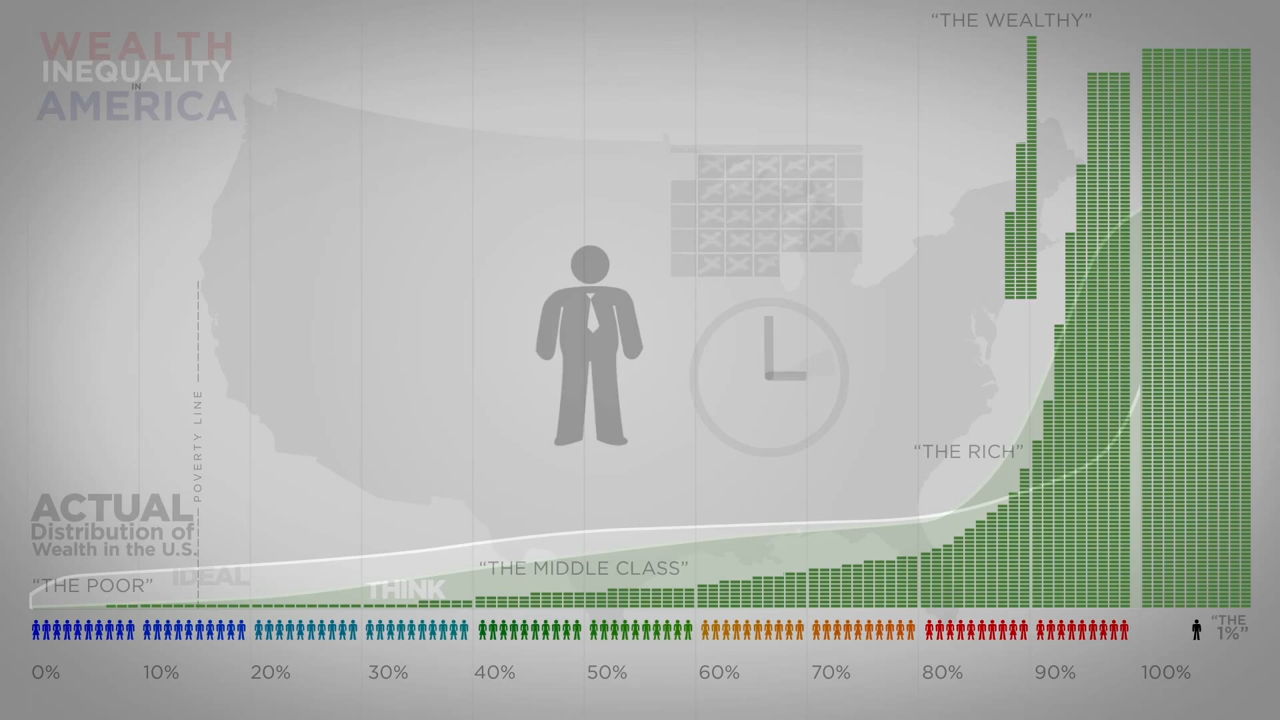 “THE WEALTHY”
WEALTH
INEQUALITY
IN
AMERICA
POVERTY LINE
“THE RICH”
ACTUAL
Distribution of
Wealth in the U.S.
“THE POOR”
IDEAL
THINK
“THE MIDDLE CLASS”
“THE
1%”
0% 10% 20% 30% 40% 50% 60% 70% 80% 90% 100%